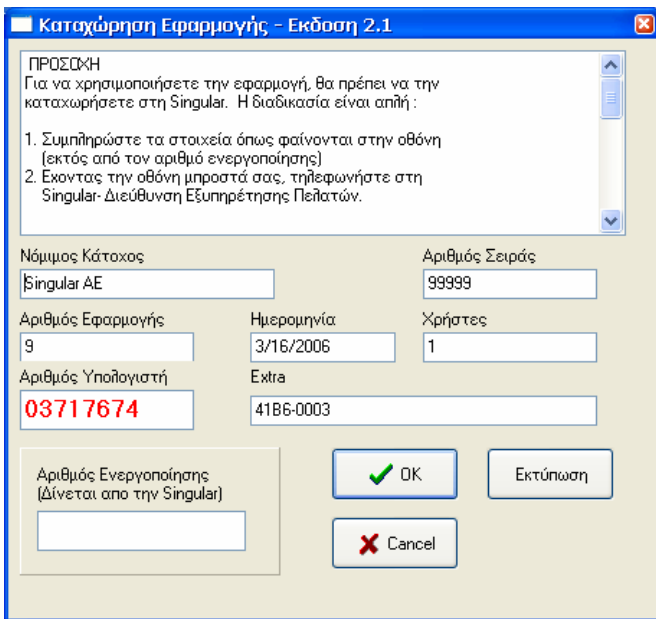 Καταχώρηση Εφαρμογής - Εκδοση 2.1
ΠΡΟΣΟΧΗ
Για να χρησιμοποιήσετε την εφαρμογή, θα πρέπει να την
καταχωρήσετε στη Singular. Η διαδικασία είναι απλή :
1. Συμπληρώστε τα στοιχεία όπως φαίνονται στην οθόνη
(εκτός από τον αριθμό ενεργοποίησης)
2. Εχοντας την οθόνη μπροστά σας, τηλεφωνήστε στη
Singular- Διεύθυνση Εξυπηρέτησης Πελατών.
Νόμιμος Κάτοχος Αριθμός Σειράς
Singular AE 99999
Αριθμός Εφαρμογής Ημερομηνία Χρήστες
9 3/16/2006 1
Αριθμός Υπολογιστή Extra
03717674 41B6-0003
Αριθμός Ενεργοποίησης
(Δίνεται απο την Singular)
OK Εκτύπωση
Cancel